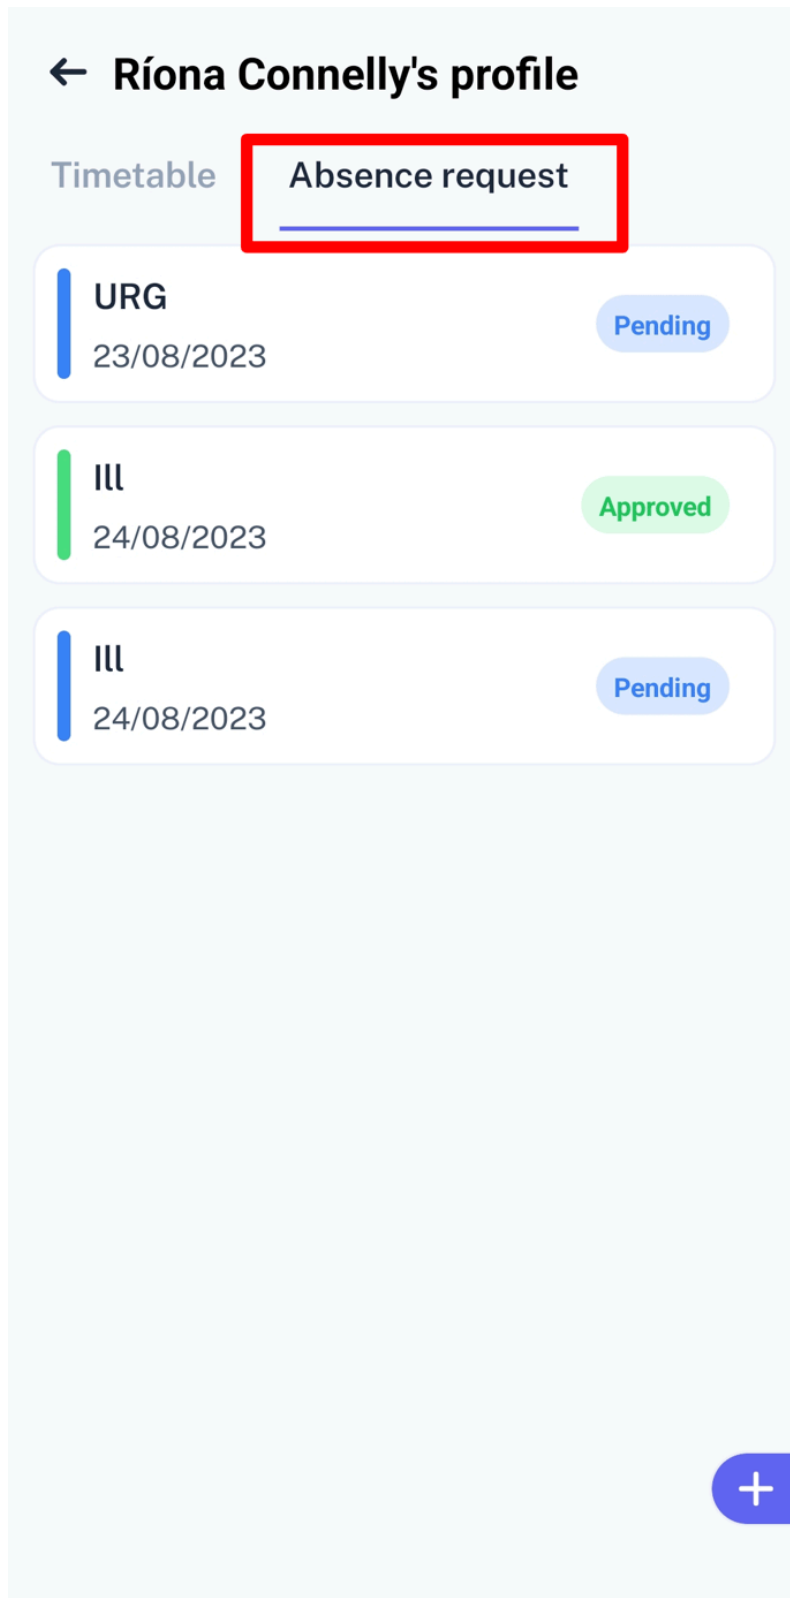 Ríona Connelly's profile
Timetable Absence request
URG
23/08/2023
Pending
Ill
24/08/2023
Approved
Ill
24/08/2023
Pending